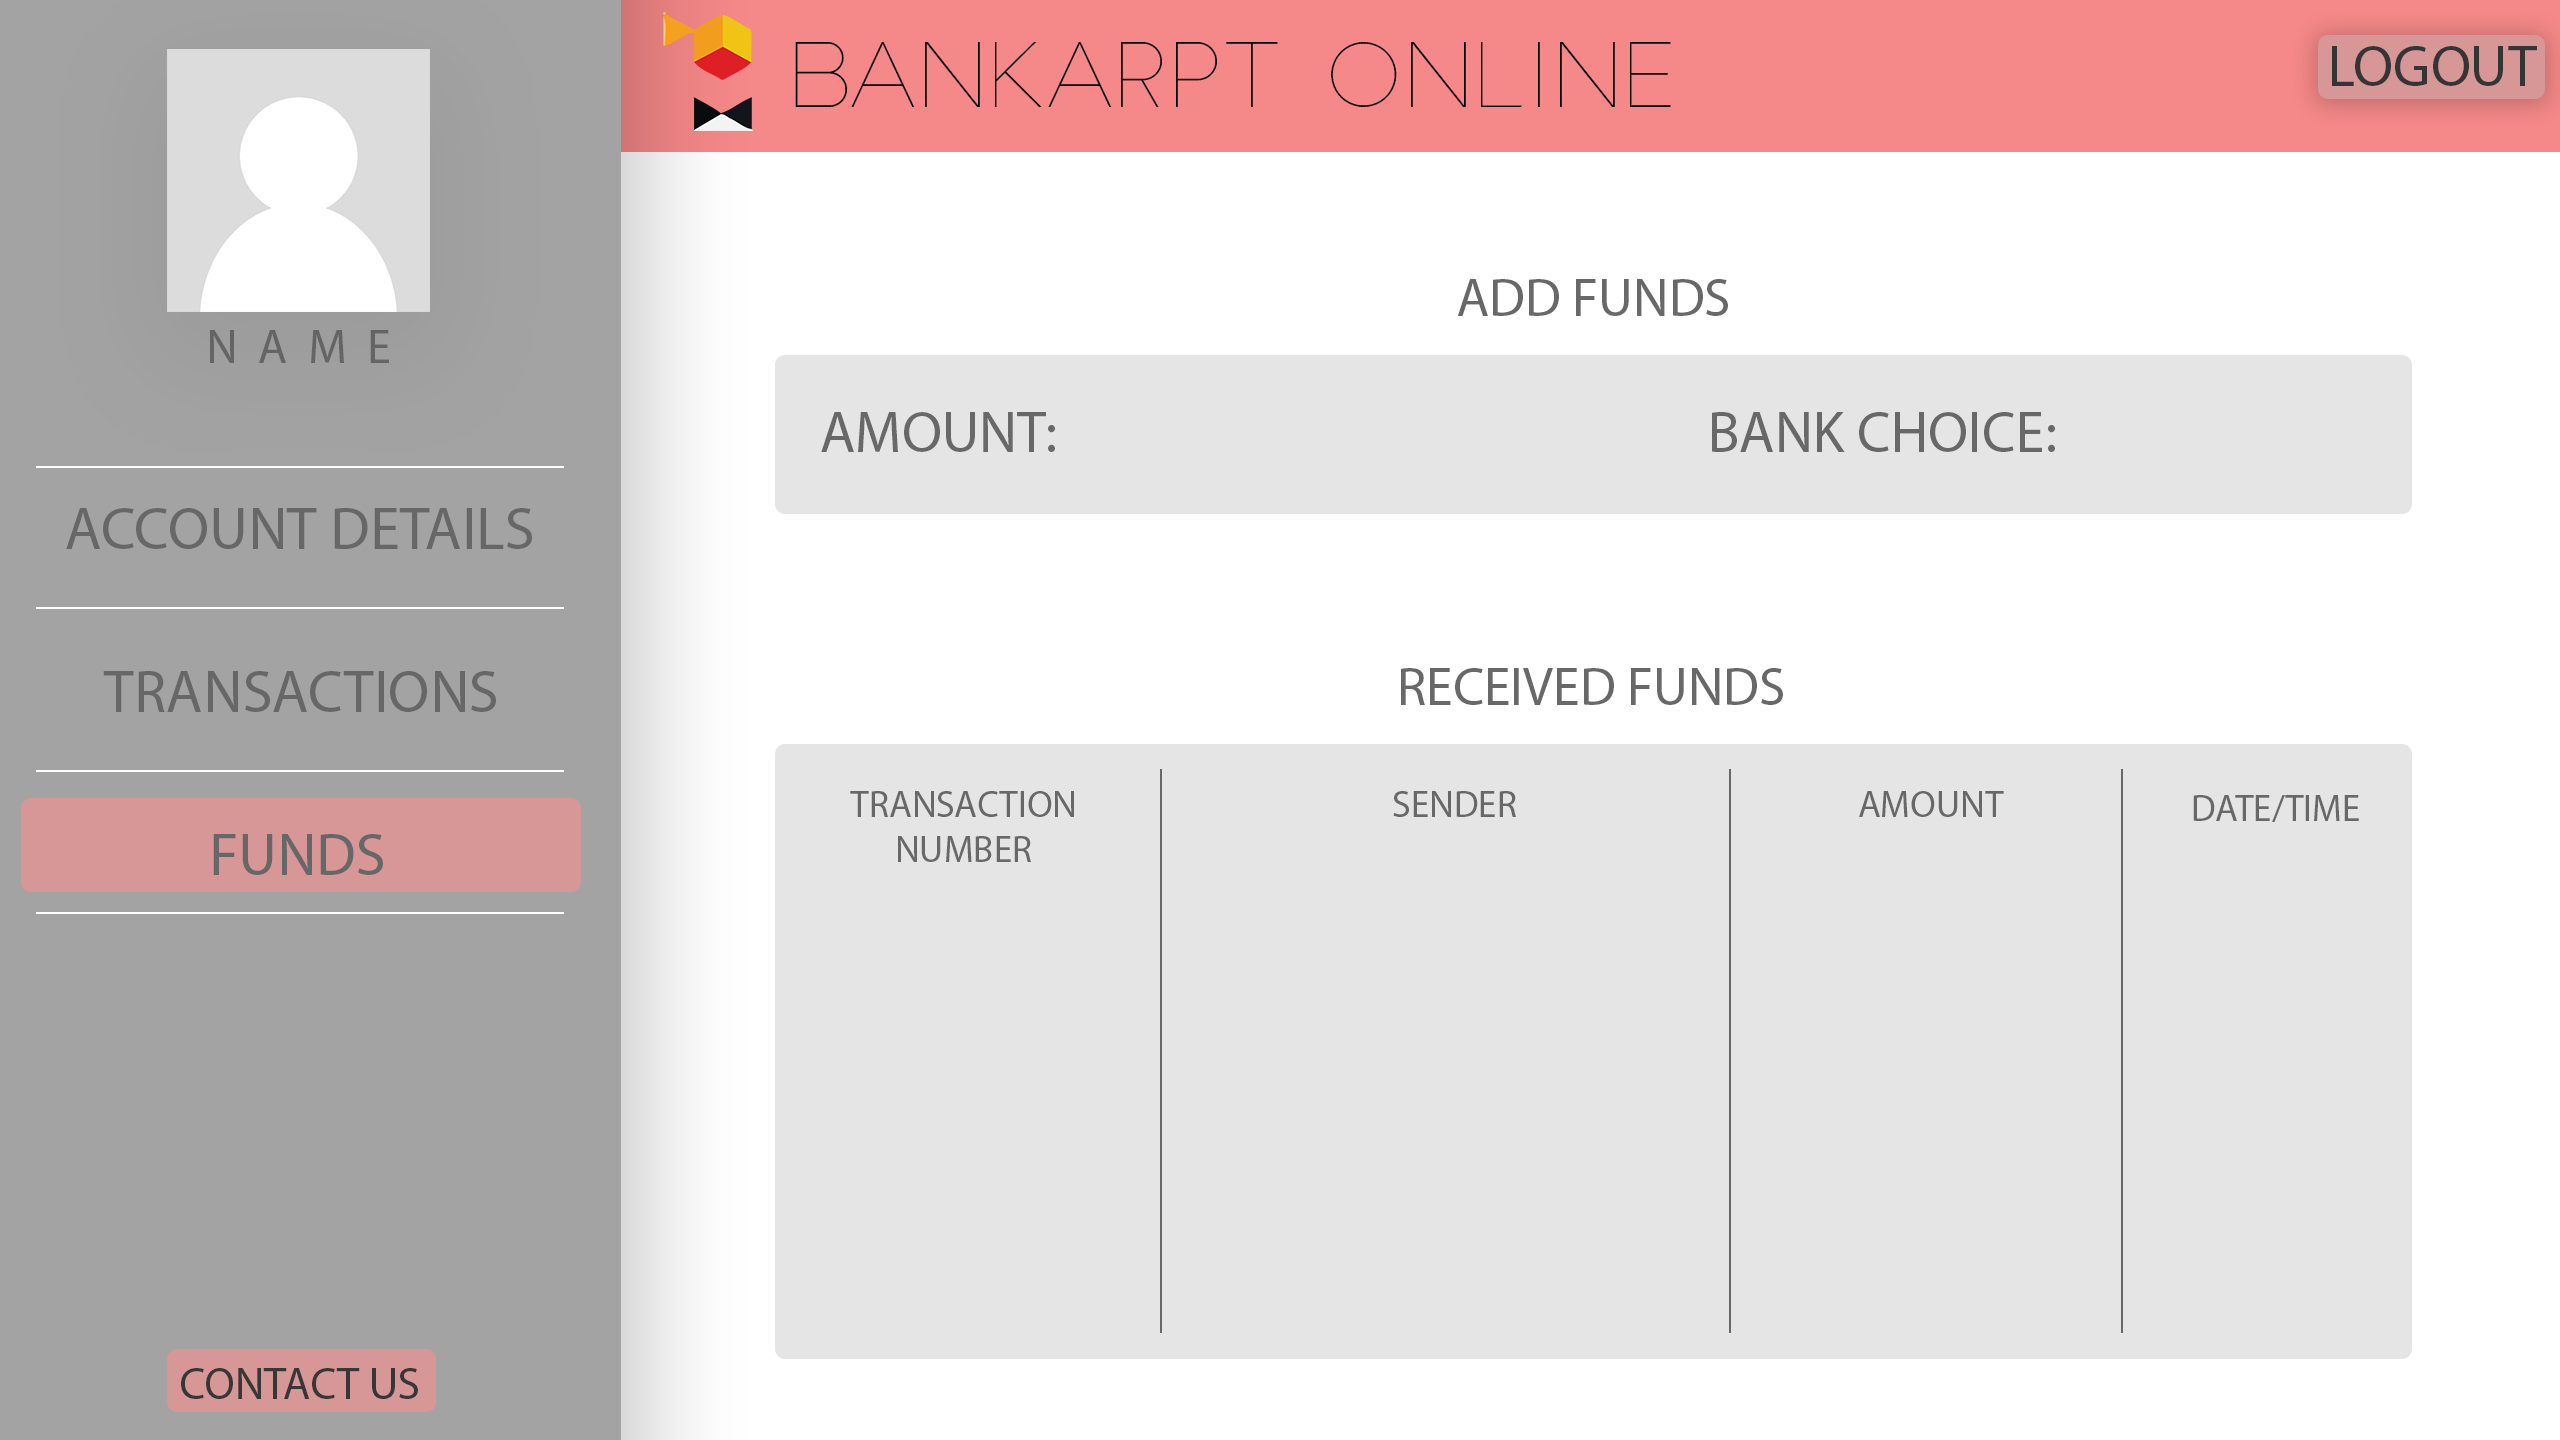 BANKARPT ONLINE
LOGOUT
NAME
ACCOUNT DETAILS
TRANSACTIONS
FUNDS
CONTACT US
ADD FUNDS
AMOUNT:
BANK CHOICE:
RECEIVED FUNDS
TRANSACTION
NUMBER
SENDER
AMOUNT
DATE/TIME